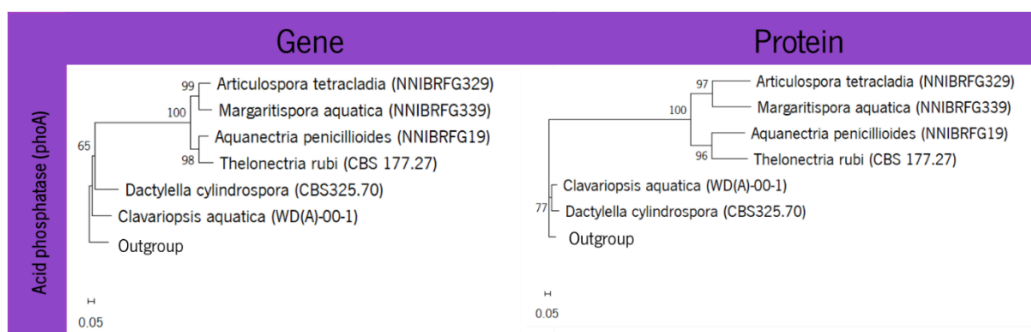 Gene
Protein
Acid phosphatase (phoA)
99
Articulospora tetracladia (NNIBRFG329)
100
Margaritispora aquatica (NNIBRFG339)
65
Aquanectria penicillioides (NNIBRFG19)
98
Thelonectria rubi (CBS 177.27)
Dactylella cylindrospora (CBS325.70)
Clavariopsis aquatica (WD(A)-00-1)
Outgroup
0.05
97
Articulospora tetracladia (NNIBRFG329)
100
Margaritispora aquatica (NNIBRFG339)
Aquanectria penicillioides (NNIBRFG19)
96
Thelonectria rubi (CBS 177.27)
Clavariopsis aquatica (WD(A)-00-1)
77
Dactylella cylindrospora (CBS325.70)
Outgroup
0.05